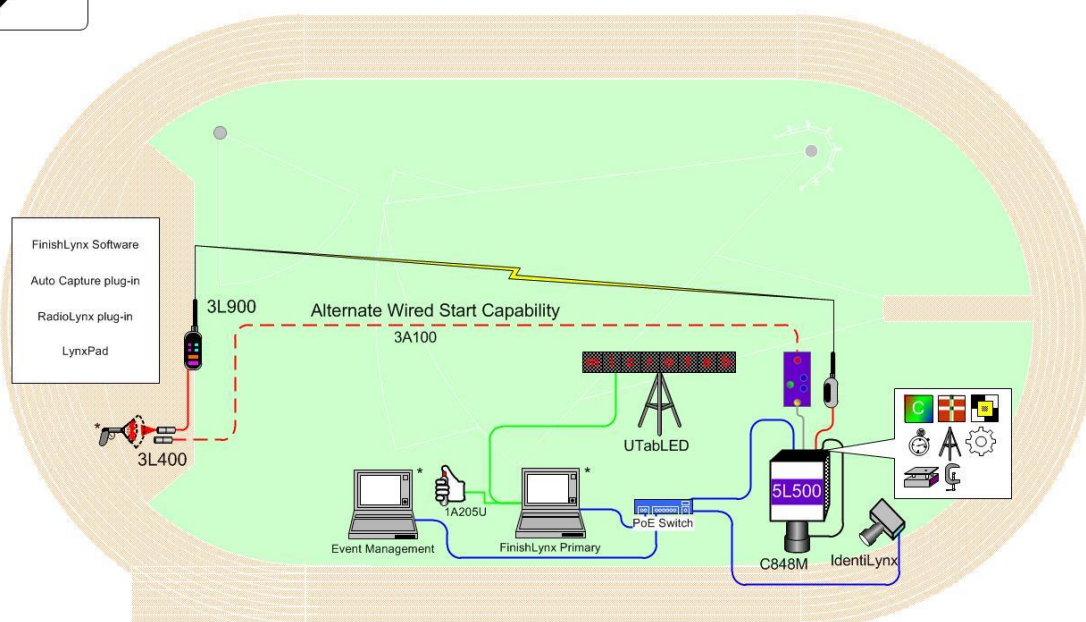 FinishLynx Software
Auto Capture plug-in
RadioLynx plug-in
LynxPad
3L900
Alternate Wired Start Capability
3A100
*
3L400
microtab
UTabLED
C
5L500
*
*
1A205U
PoE Switch
Event Management
FinishLynx Primary
C848M
IdentiLynx